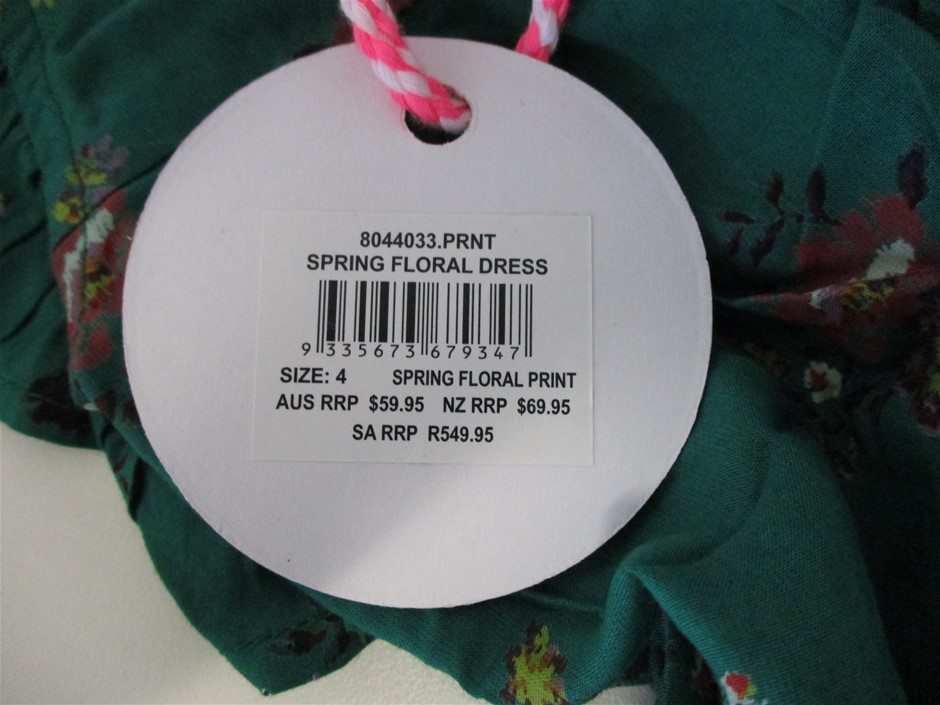 8044033.PRNT
SPRING FLORAL DRESS
9 335673 679347
SIZE: 4 SPRING FLORAL PRINT
AUS RRP $59.95 NZ RRP $69.95
SA RRP R549.95